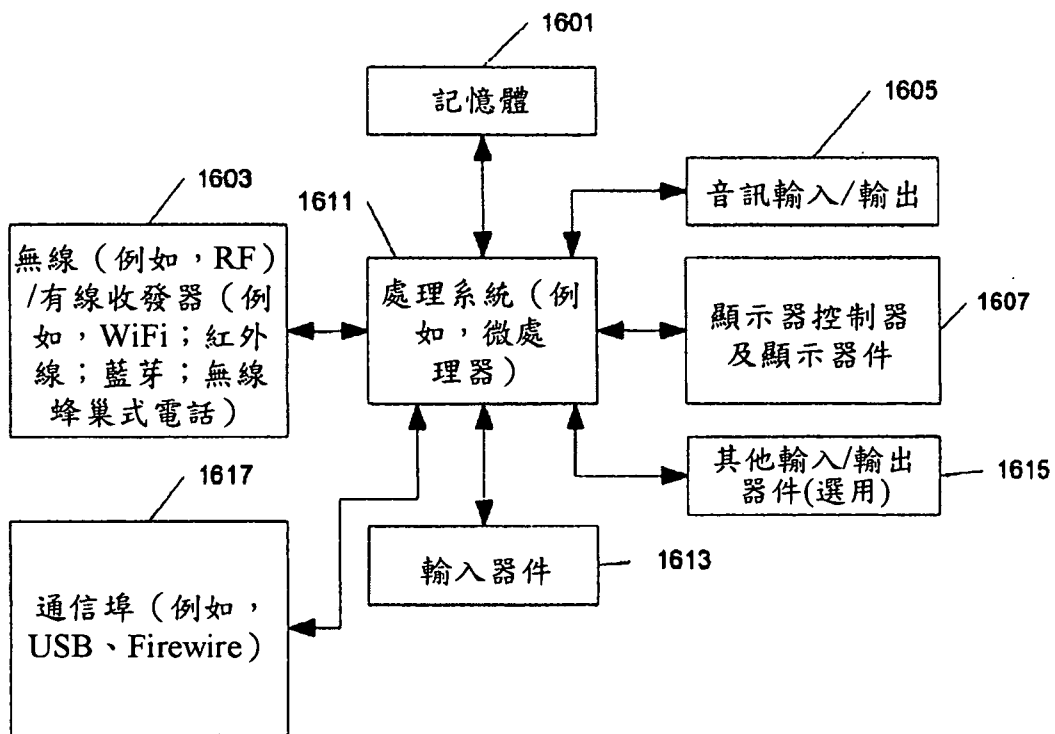 1601
記憶體
1605
音訊輸入/輸出
1603
無線（例如，RF）
/有線收發器（例
如，WiFi；紅外
線；藍芽；無線
蜂巢式電話）
1611
處理系統（例
如，微處
理器）
1607
顯示器控制器
及顯示器件
1615
其他輸入/輸出
器件(選用)
1617
通信埠（例如，
USB、Firewire）
1613
輸入器件